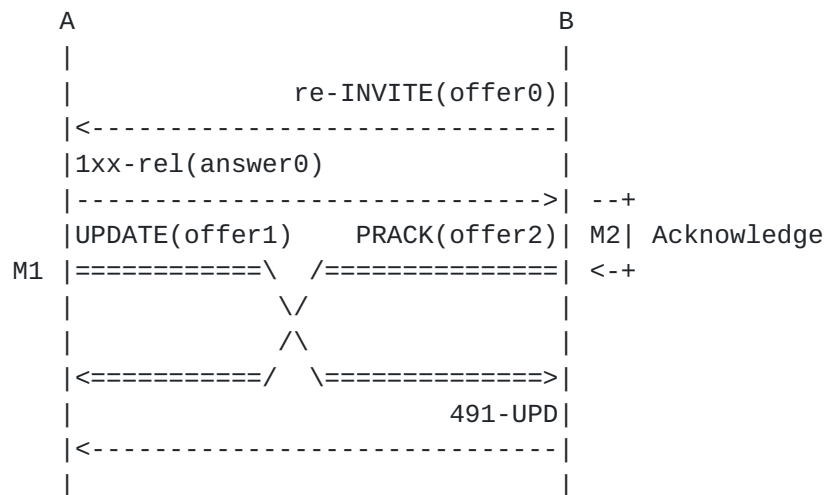 A B
re-INVITE(offer0)
1xx-rel(answer0)
UPDATE(offer1) PRACK(offer2) M2 Acknowledge
M1
491-UPD